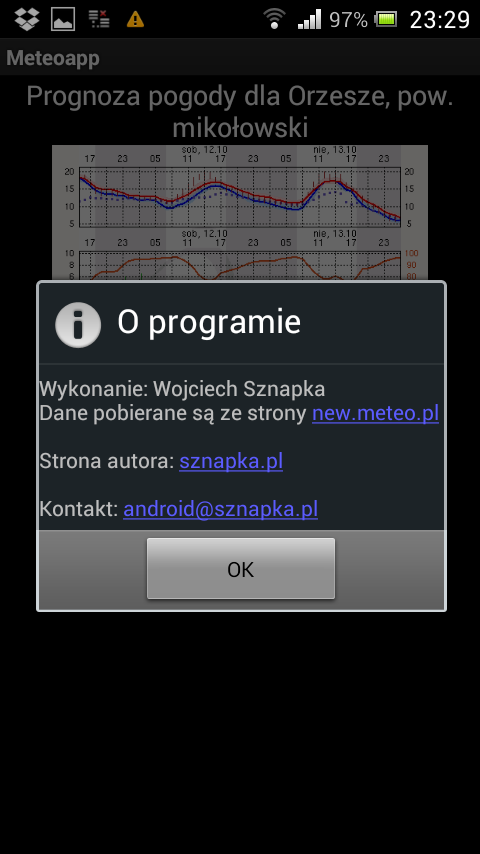 97% 23:29
Meteoapp
Prognoza pogody dla Orzesze, pow.
mikołowski
sob, 12.10 nie, 13.10
17 23 05 11 17 23 05 11 17 23
20 20
15 15
10 10
5 5
sob, 12.10 nie, 13.10
17 23 05 11 17 23 05 11 17 23
10 100
8 90
6 80
O programie
Wykonanie: Wojciech Sznapka
Dane pobierane są ze strony new.meteo.pl
Strona autora: sznapka.pl
Kontakt: android@sznapka.pl
OK